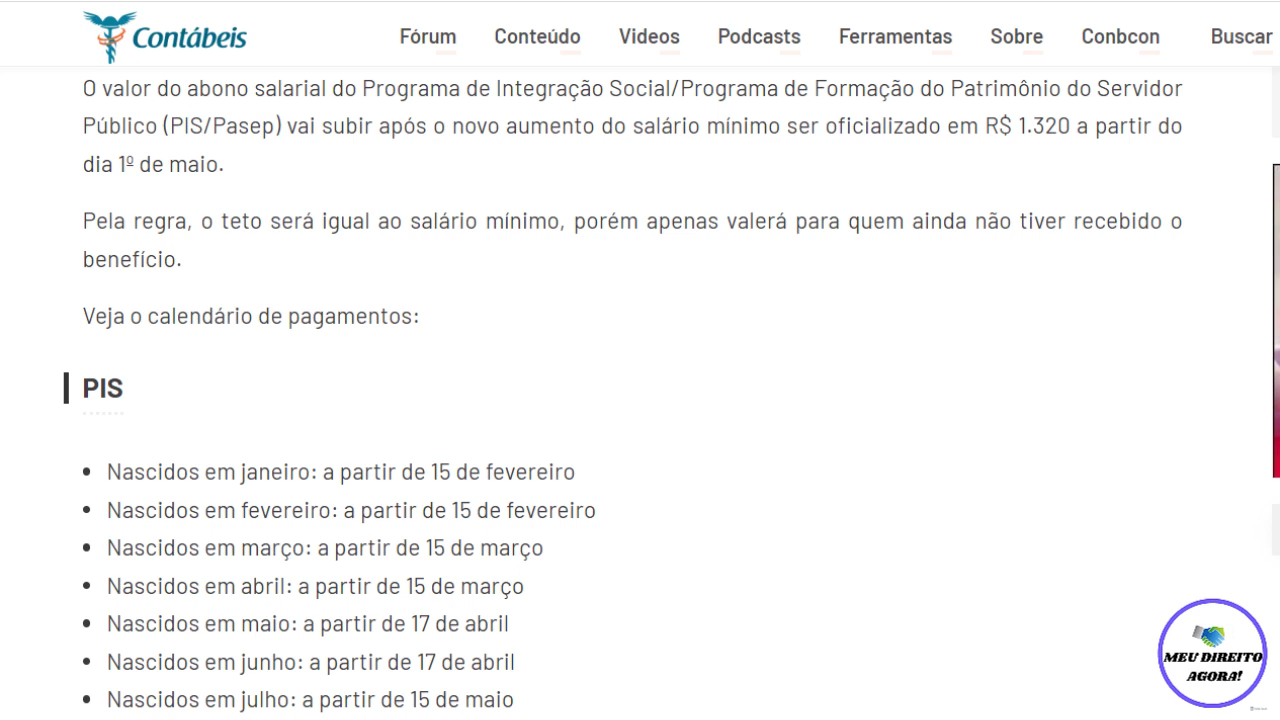 Contábeis
Fórum Conteúdo Videos Podcasts Ferramentas Sobre Conbcon Buscar
O valor do abono salarial do Programa de Integração Social/Programa de Formação do Patrimônio do Servidor
Público (PIS/Pasep) vai subir após o novo aumento do salário mínimo ser oficializado em R$ 1.320 a partir do
dia 1º de maio.
Pela regra, o teto será igual ao salário mínimo, porém apenas valerá para quem ainda não tiver recebido o
benefício.
Veja o calendário de pagamentos:
PIS
• Nascidos em janeiro: a partir de 15 de fevereiro
• Nascidos em fevereiro: a partir de 15 de fevereiro
• Nascidos em março: a partir de 15 de março
• Nascidos em abril: a partir de 15 de março
• Nascidos em maio: a partir de 17 de abril
• Nascidos em junho: a partir de 17 de abril
• Nascidos em julho: a partir de 15 de maio
MEU DIREITO
AGORA!